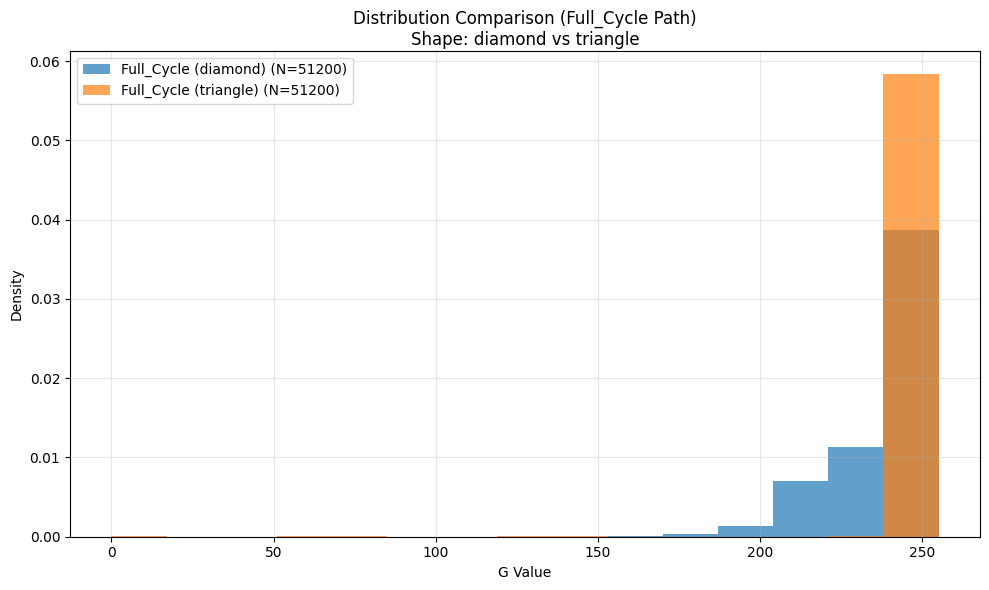 Distribution Comparison (Full_Cycle Path)
Shape: diamond vs triangle
Full_Cycle (diamond) (N=51200)
Full_Cycle (triangle) (N=51200)
0.06
0.05
0.04
0.03
0.02
0.01
0.00
Density
0 50 100 150 200 250
G Value